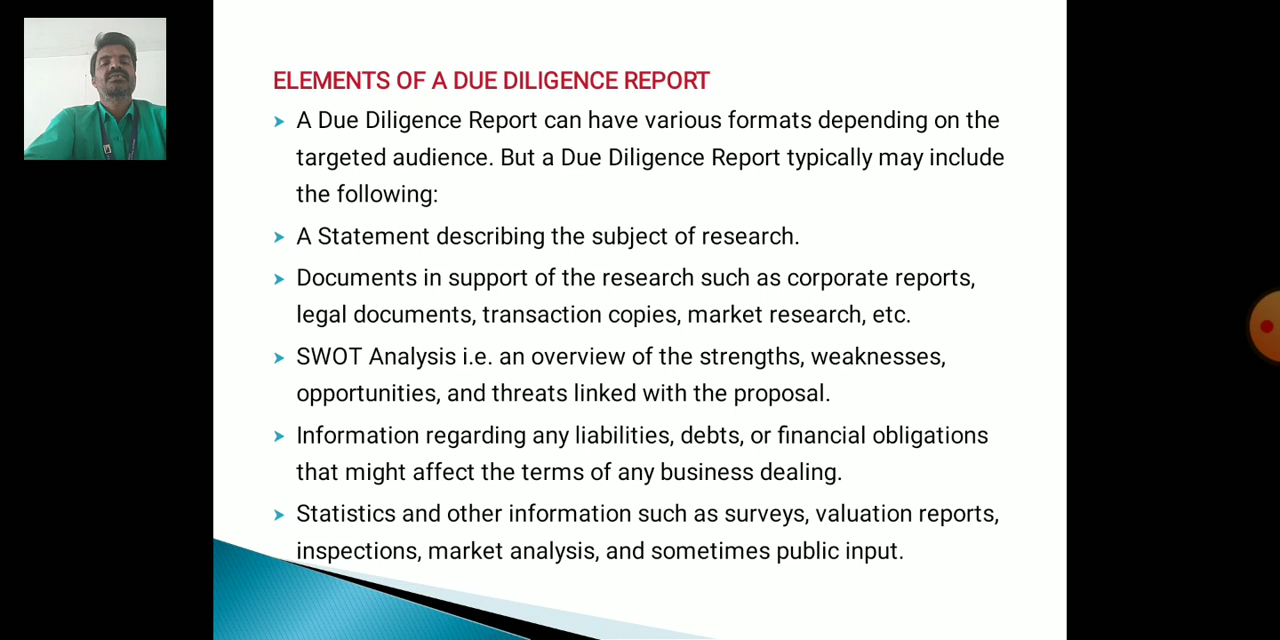 ELEMENTS OF A DUE DILIGENCE REPORT
A Due Diligence Report can have various formats depending on the
targeted audience. But a Due Diligence Report typically may include
the following:
A Statement describing the subject of research.
Documents in support of the research such as corporate reports,
legal documents, transaction copies, market research, etc.
SWOT Analysis i.e. an overview of the strengths, weaknesses,
opportunities, and threats linked with the proposal.
Information regarding any liabilities, debts, or financial obligations
that might affect the terms of any business dealing.
Statistics and other information such as surveys, valuation reports,
inspections, market analysis, and sometimes public input.